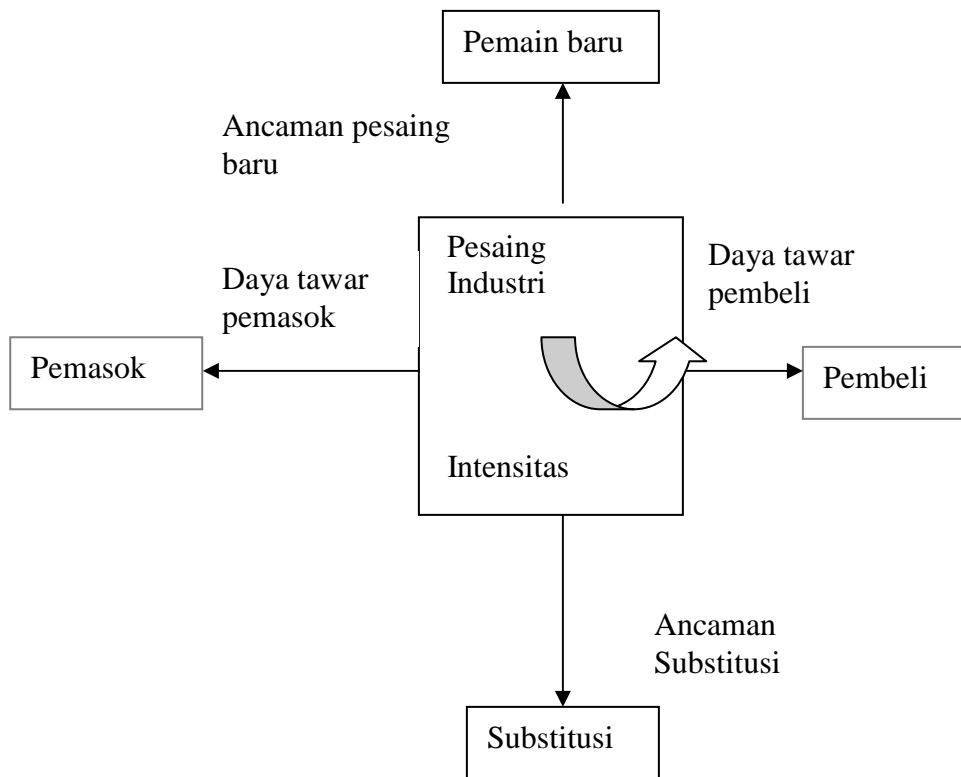 Pemain baru
Ancaman pesaing
baru
Pesaing
Industri
Daya tawar
pembeli
Daya tawar
pemasok
Pemasok
Pembeli
Intensitas
Ancaman
Substitusi
Substitusi